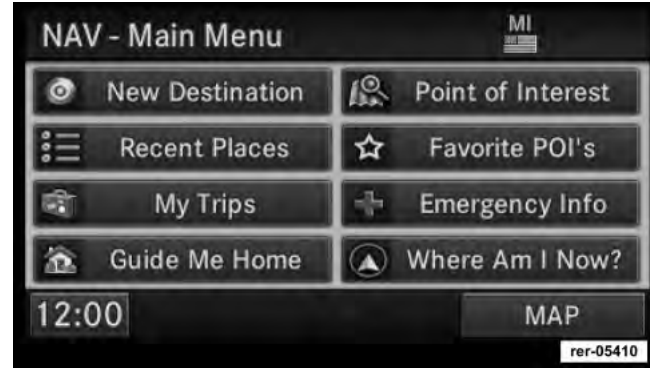 NAV - Main Menu
MI
New Destination
Point of Interest
Recent Places
Favorite POI's
My Trips
Emergency Info
Guide Me Home
Where Am I Now?
12:00
MAP
rer-05410